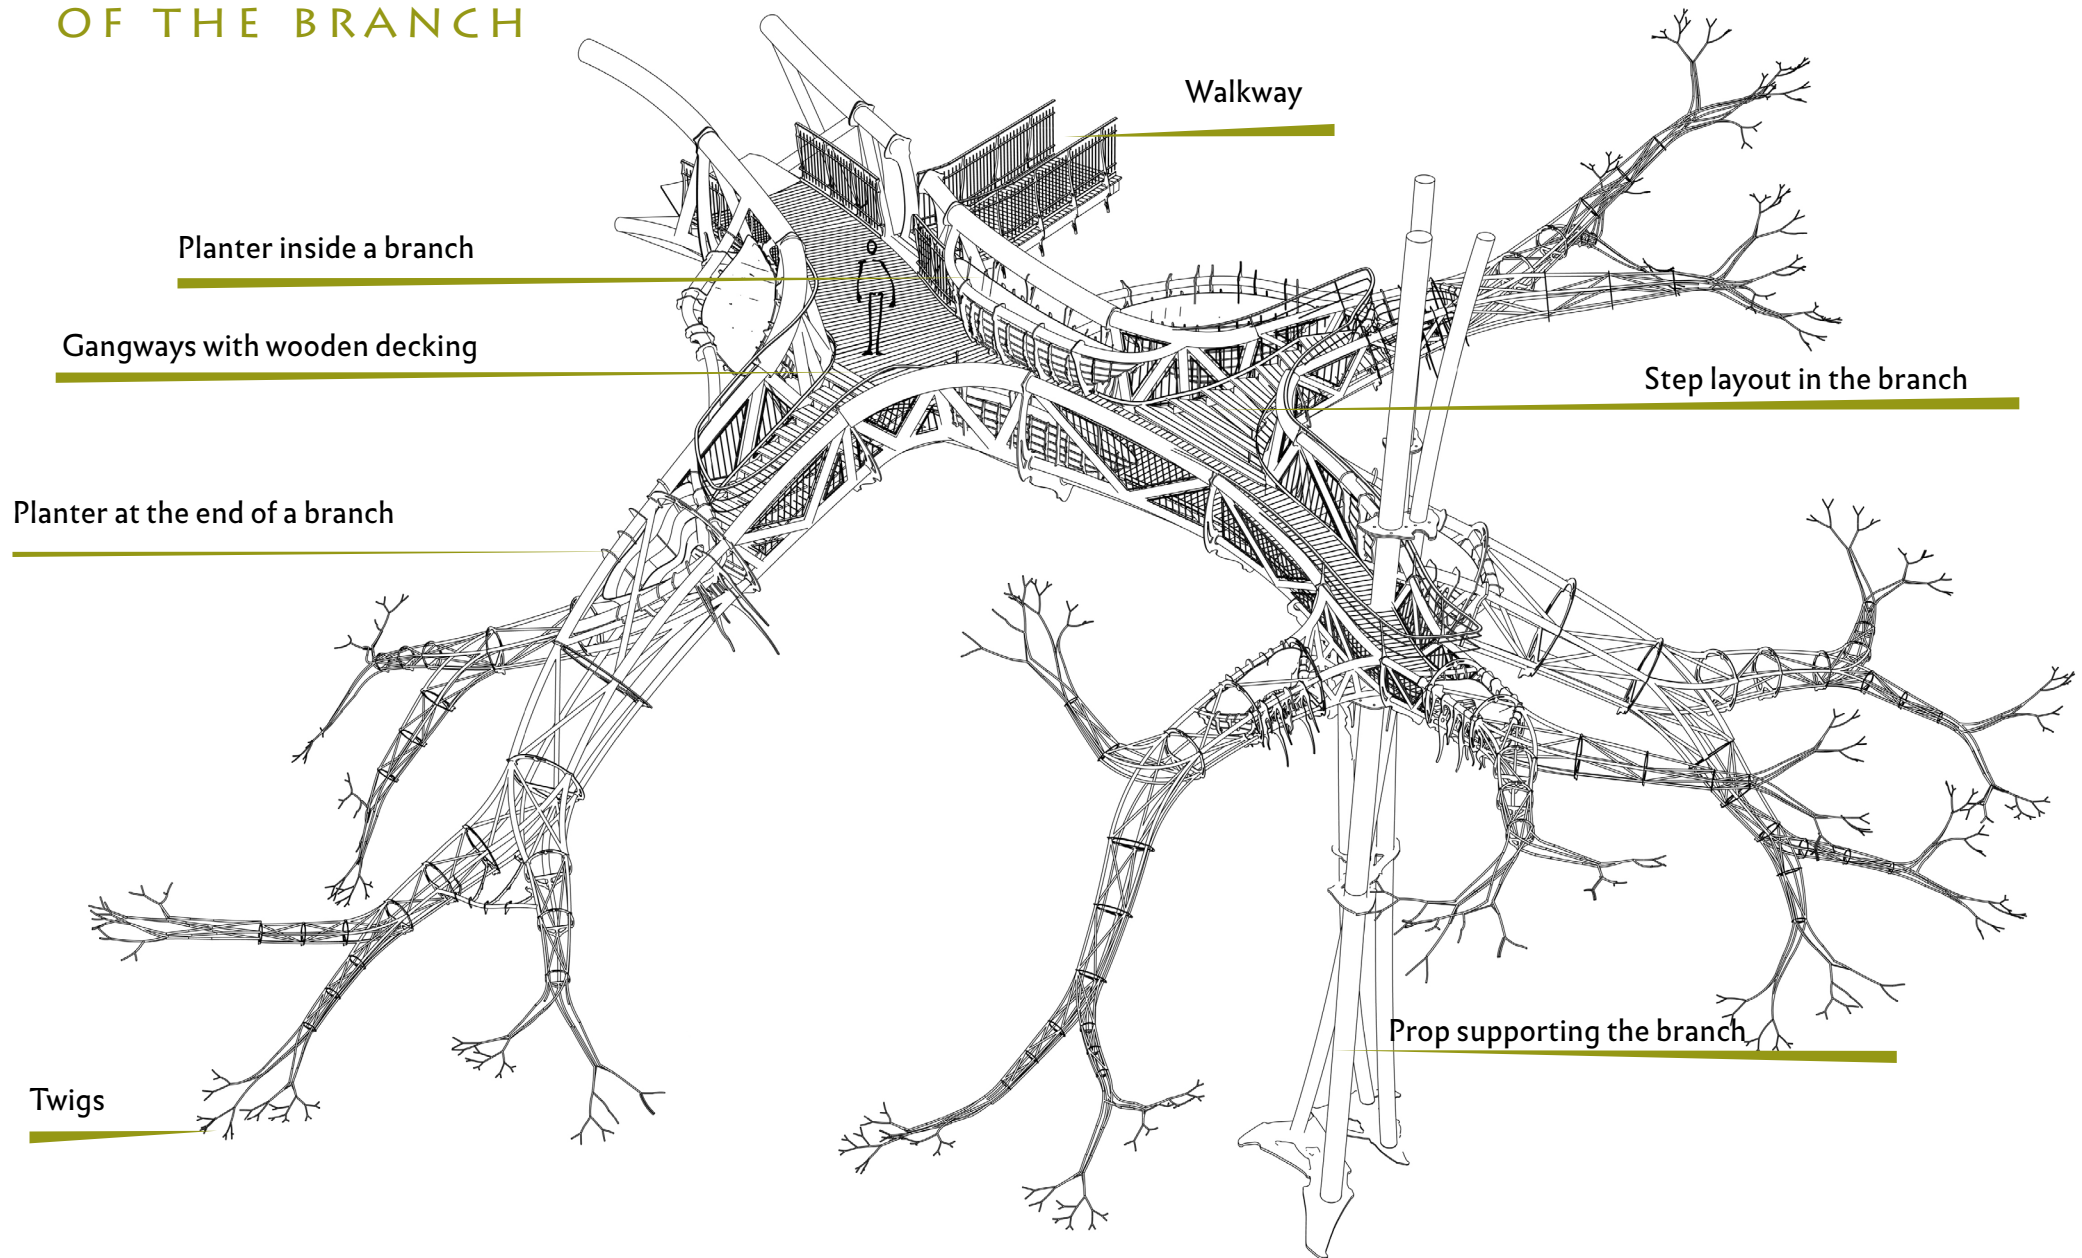 OF THE BRANCH
Walkway
Planter inside a branch
Gangways with wooden decking
Step layout in the branch
Planter at the end of a branch
Prop supporting the branch
Twigs